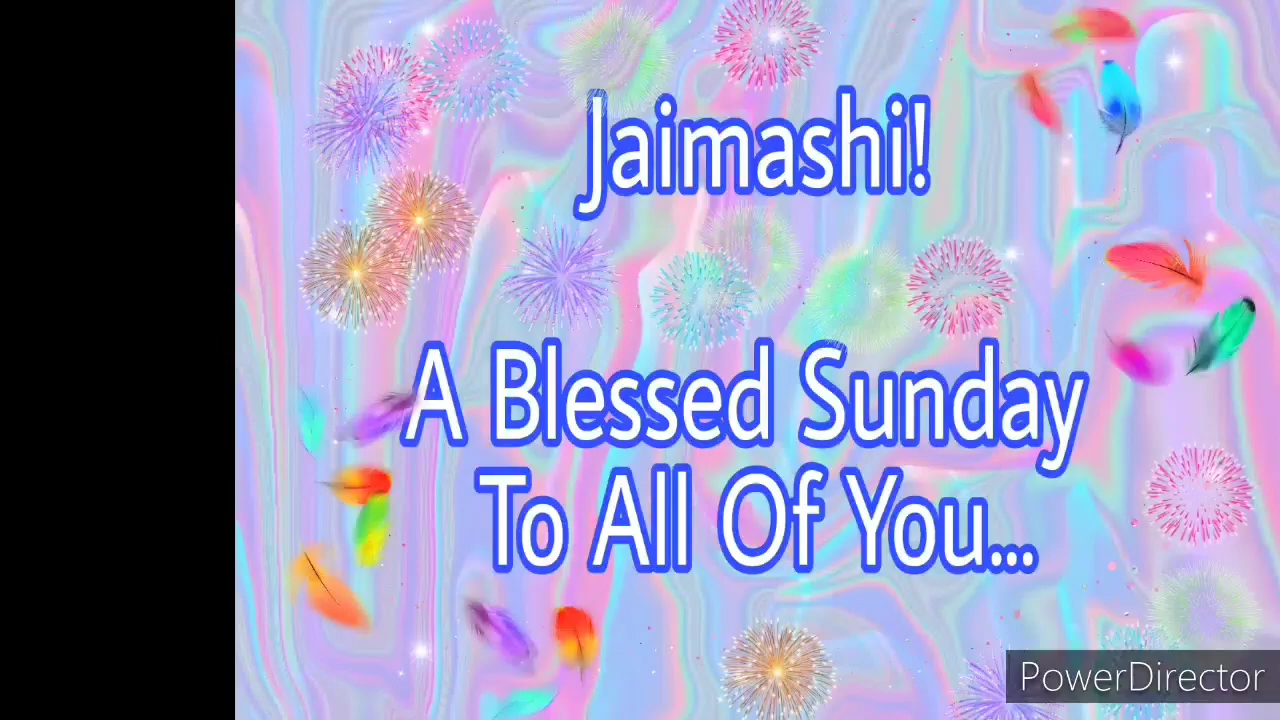 Jaimashi!
A Blessed Sunday
To All Of You...
PowerDirector